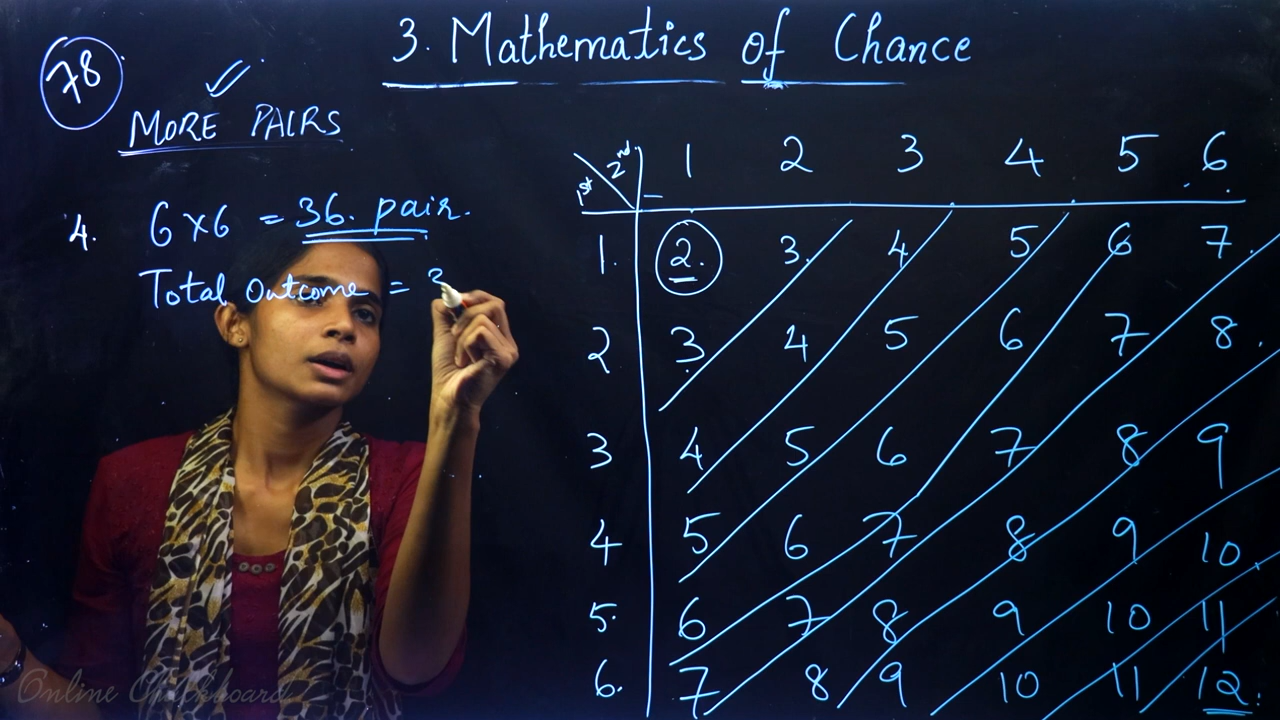 3. Mathematics of Chance
78
MORE PAIRS
4. 6×6 = 36. pair.
Total outcome = 3
1st 2nd 1 2 3 4 5 6
1. 2. 3. 4 5 6 7.
2 3 4 5 6 7 8.
3 4 5 6 7 8 9
4 5 6 7 8 9 10
5. 6 7 8 9 10 11
6. 7 8 9 10 11 12.
Online Chalkboard